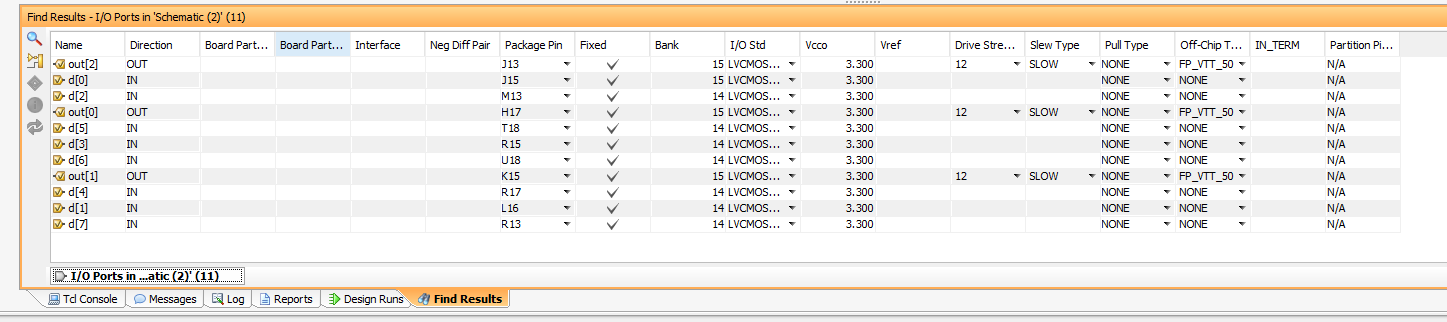 Find Results - I/O Ports in 'Schematic (2)' (11)
Name Direction Board Part... Board Part... Interface Neg Diff Pair Package Pin Fixed Bank I/O Std Vcco Vref Drive Stre... Slew Type Pull Type Off-Chip T... IN_TERM Partition Pi...
out[2] OUT J13 15 LVCMOS... 3.300 12 SLOW NONE FP_VTT_50 N/A
d[0] IN J15 15 LVCMOS... 3.300 NONE NONE N/A
d[2] IN M13 14 LVCMOS... 3.300 NONE NONE N/A
out[0] OUT H17 15 LVCMOS... 3.300 12 SLOW NONE FP_VTT_50 N/A
d[5] IN T18 14 LVCMOS... 3.300 NONE NONE N/A
d[3] IN R15 14 LVCMOS... 3.300 NONE NONE N/A
d[6] IN U18 14 LVCMOS... 3.300 NONE NONE N/A
out[1] OUT K15 15 LVCMOS... 3.300 12 SLOW NONE FP_VTT_50 N/A
d[4] IN R17 14 LVCMOS... 3.300 NONE NONE N/A
d[1] IN L16 14 LVCMOS... 3.300 NONE NONE N/A
d[7] IN R13 14 LVCMOS... 3.300 NONE NONE N/A
I/O Ports in ...atic (2)' (11)
Tcl Console Messages Log Reports Design Runs Find Results